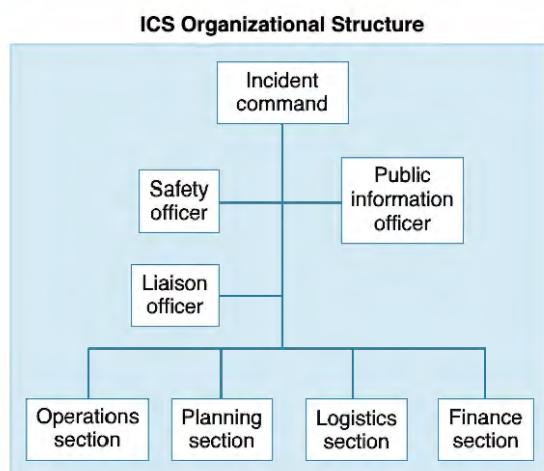 ICS Organizational Structure
Incident
command
Safety
officer
Public
information
officer
Liaison
officer
Operations
section
Planning
section
Logistics
section
Finance
section